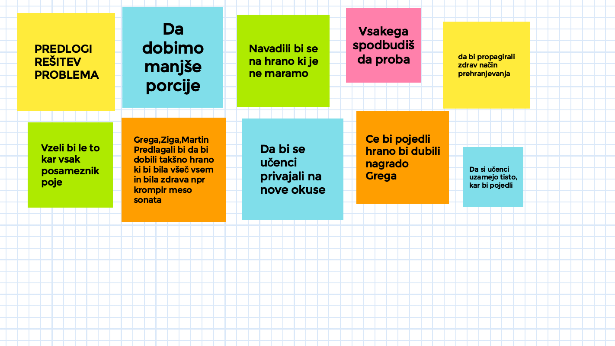 PREDLOGI
REŠITEV
PROBLEMA
Da
dobimo
manjše
porcije
Navadili bi se
na hrano ki je
ne maramo
Vsakega
spodbudiš
da proba
da bi propagirali
zdrav način
prehranjevanja
Vzeli bi le to
kar vsak
posameznik
poje
Grega,Ziga,Martin
Predlagali bi da bi
dobili takšno hrano
ki bi bila všeč vsem
in bila zdrava npr
krompir meso
sonata
Da bi se
učenci
privajali na
nove okuse
Ce bi pojedli
hrano bi dubili
nagrado
Grega
Da si učenci
uzamejo tisto,
kar bi pojedli